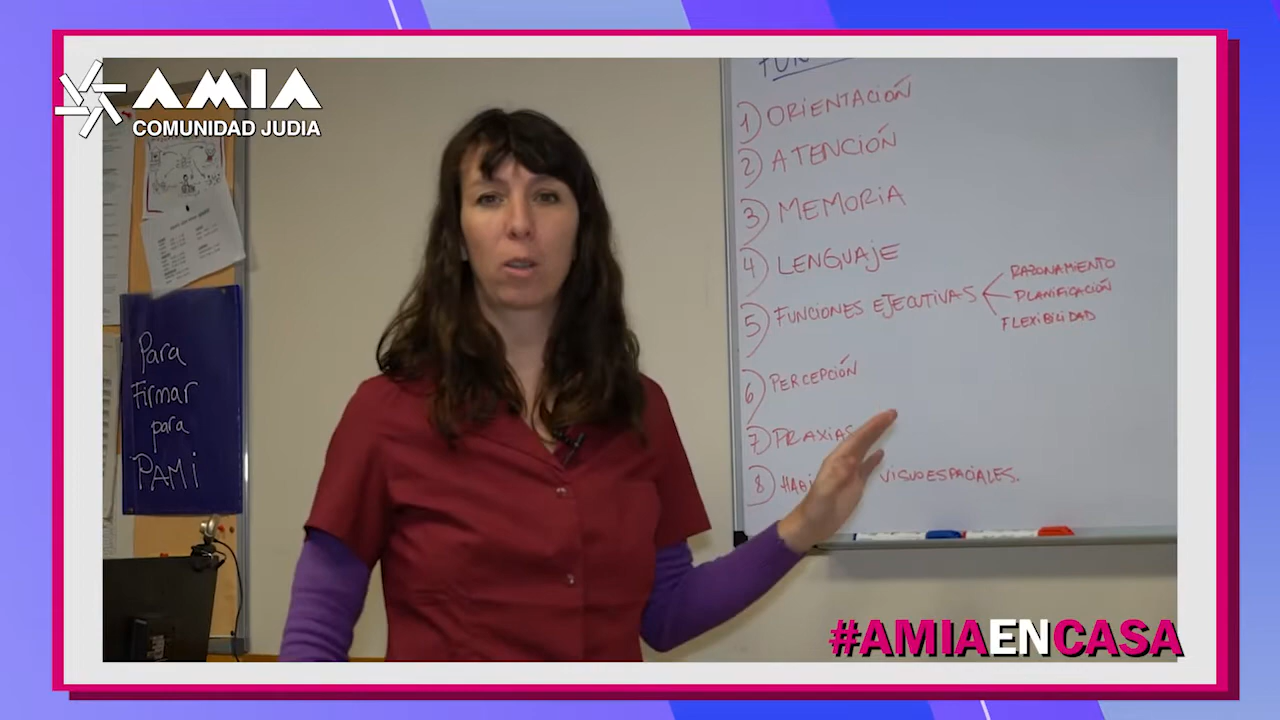 AMIA
COMUNIDAD JUDIA
Para
Firmar
para
PAMi
1) ORIENTACIÓN
2) ATENCIÓN
3) MEMORIA
4) LENGUAJE
5) FUNCIONES EJECUTIVAS
RAZONAMIENTO
PLANIFICACIÓN
FLEXIBILIDAD
6) PERCEPCIÓN
7) PRAXIAS
8) VISUOESPACIALES.
#AMIAENCASA